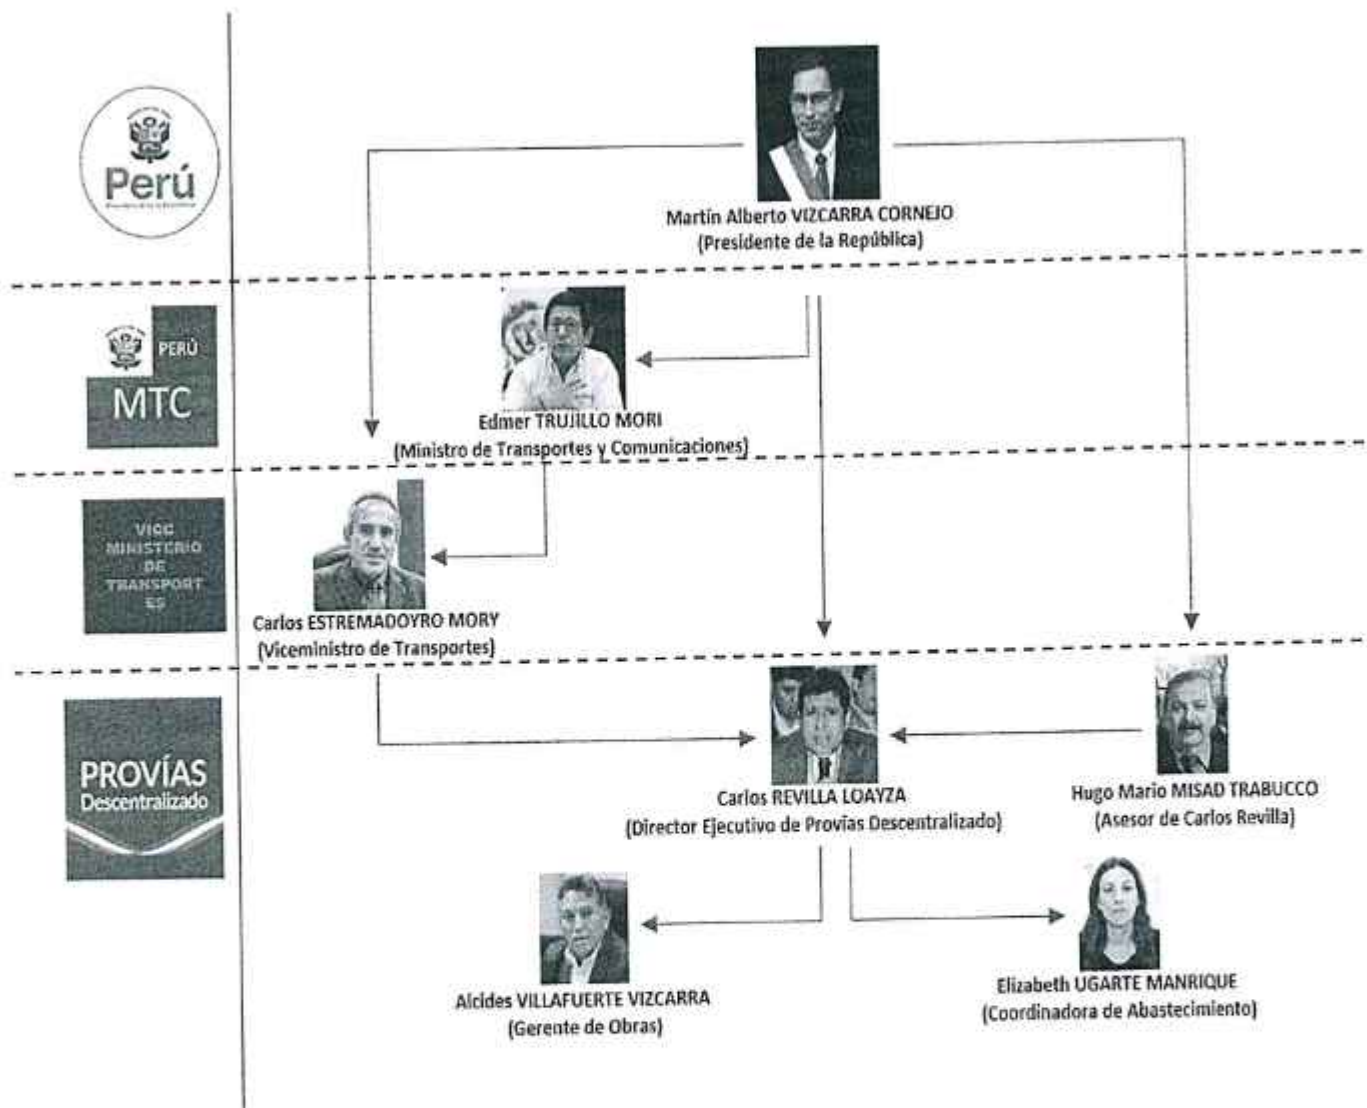 Perú
Martín Alberto VIZCARRA CORNEJO
(Presidente de la República)
PERÚ
MTC
Edmer TRUJILLO MORI
(Ministro de Transportes y Comunicaciones)
VICE
MINISTERIO
DE
TRANSPORT
ES
Carlos ESTREMADOYRO MORY
(Viceministro de Transportes)
PROVÍAS
Descentralizado
Carlos REVILLA LOAYZA
(Director Ejecutivo de Provías Descentralizado)
Hugo Mario MISAD TRABUCCO
(Asesor de Carlos Revilla)
Alcides VILLAFUERTE VIZCARRA
(Gerente de Obras)
Elizabeth UGARTE MANRIQUE
(Coordinadora de Abastecimiento)